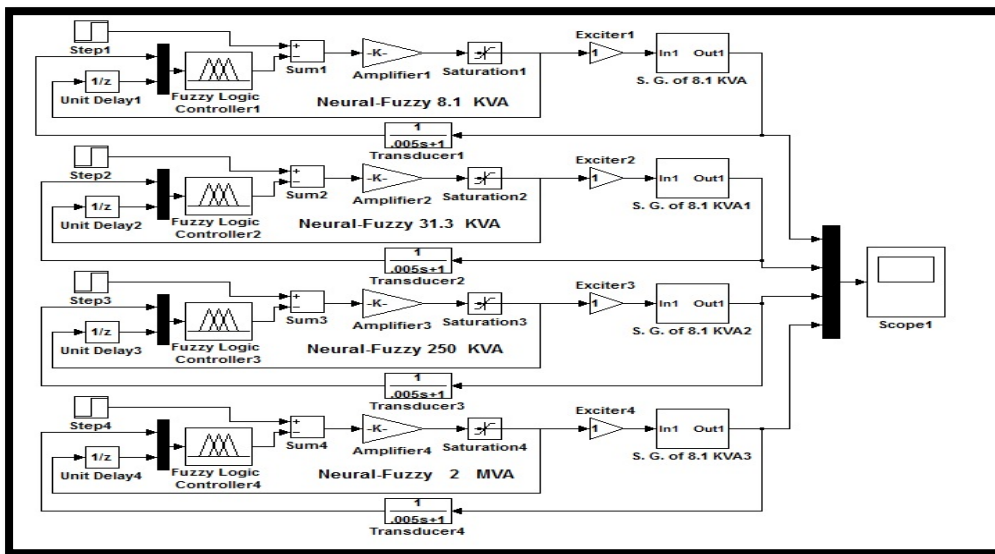 Step1
1/z
Unit Delay1
Fuzzy Logic
Controller1
+
−
Sum1
-K-
Amplifier1
Saturation1
Exciter1
1
In1 Out1
S. G. of 8.1 KVA
Neural-Fuzzy 8.1 KVA
1
.005s+1
Transducer1
Step2
1/z
Unit Delay2
Fuzzy Logic
Controller2
+
−
Sum2
-K-
Amplifier2
Saturation2
Exciter2
1
In1 Out1
S. G. of 8.1 KVA1
Neural-Fuzzy 31.3 KVA
1
.005s+1
Transducer2
Step3
1/z
Unit Delay3
Fuzzy Logic
Controller3
+
−
Sum3
-K-
Amplifier3
Saturation3
Exciter3
1
In1 Out1
S. G. of 8.1 KVA2
Neural-Fuzzy 250 KVA
1
.005s+1
Transducer3
Step4
1/z
Unit Delay4
Fuzzy Logic
Controller4
+
−
Sum4
-K-
Amplifier4
Saturation4
Exciter4
1
In1 Out1
S. G. of 8.1 KVA3
Neural-Fuzzy 2 MVA
1
.005s+1
Transducer4
Scope1